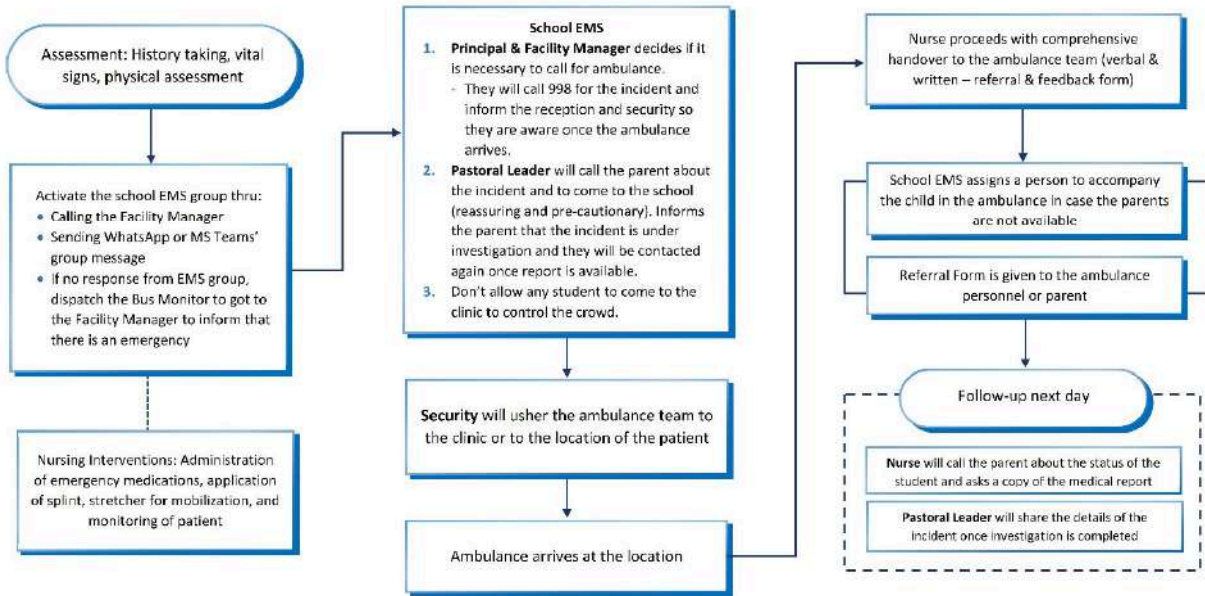 Assessment: History taking, vital
signs, physical assessment
Activate the school EMS group thru:
• Calling the Facility Manager
• Sending WhatsApp or MS Teams'
group message
• If no response from EMS group,
dispatch the Bus Monitor to got to
the Facility Manager to inform that
there is an emergency
Nursing Interventions: Administration
of emergency medications, application
of splint, stretcher for mobilization, and
monitoring of patient
School EMS
1. Principal & Facility Manager decides if it
is necessary to call for ambulance.
- They will call 998 for the incident and
inform the reception and security so
they are aware once the ambulance
arrives.
2. Pastoral Leader will call the parent about
the incident and to come to the school
(reassuring and pre-cautionary). Informs
the parent that the incident is under
investigation and they will be contacted
again once report is available.
3. Don't allow any student to come to the
clinic to control the crowd.
Security will usher the ambulance team to
the clinic or to the location of the patient
Ambulance arrives at the location
Nurse proceeds with comprehensive
handover to the ambulance team (verbal &
written – referral & feedback form)
School EMS assigns a person to accompany
the child in the ambulance in case the parents
are not available
Referral Form is given to the ambulance
personnel or parent
Follow-up next day
Nurse will call the parent about the status of the
student and asks a copy of the medical report
Pastoral Leader will share the details of the
incident once investigation is completed